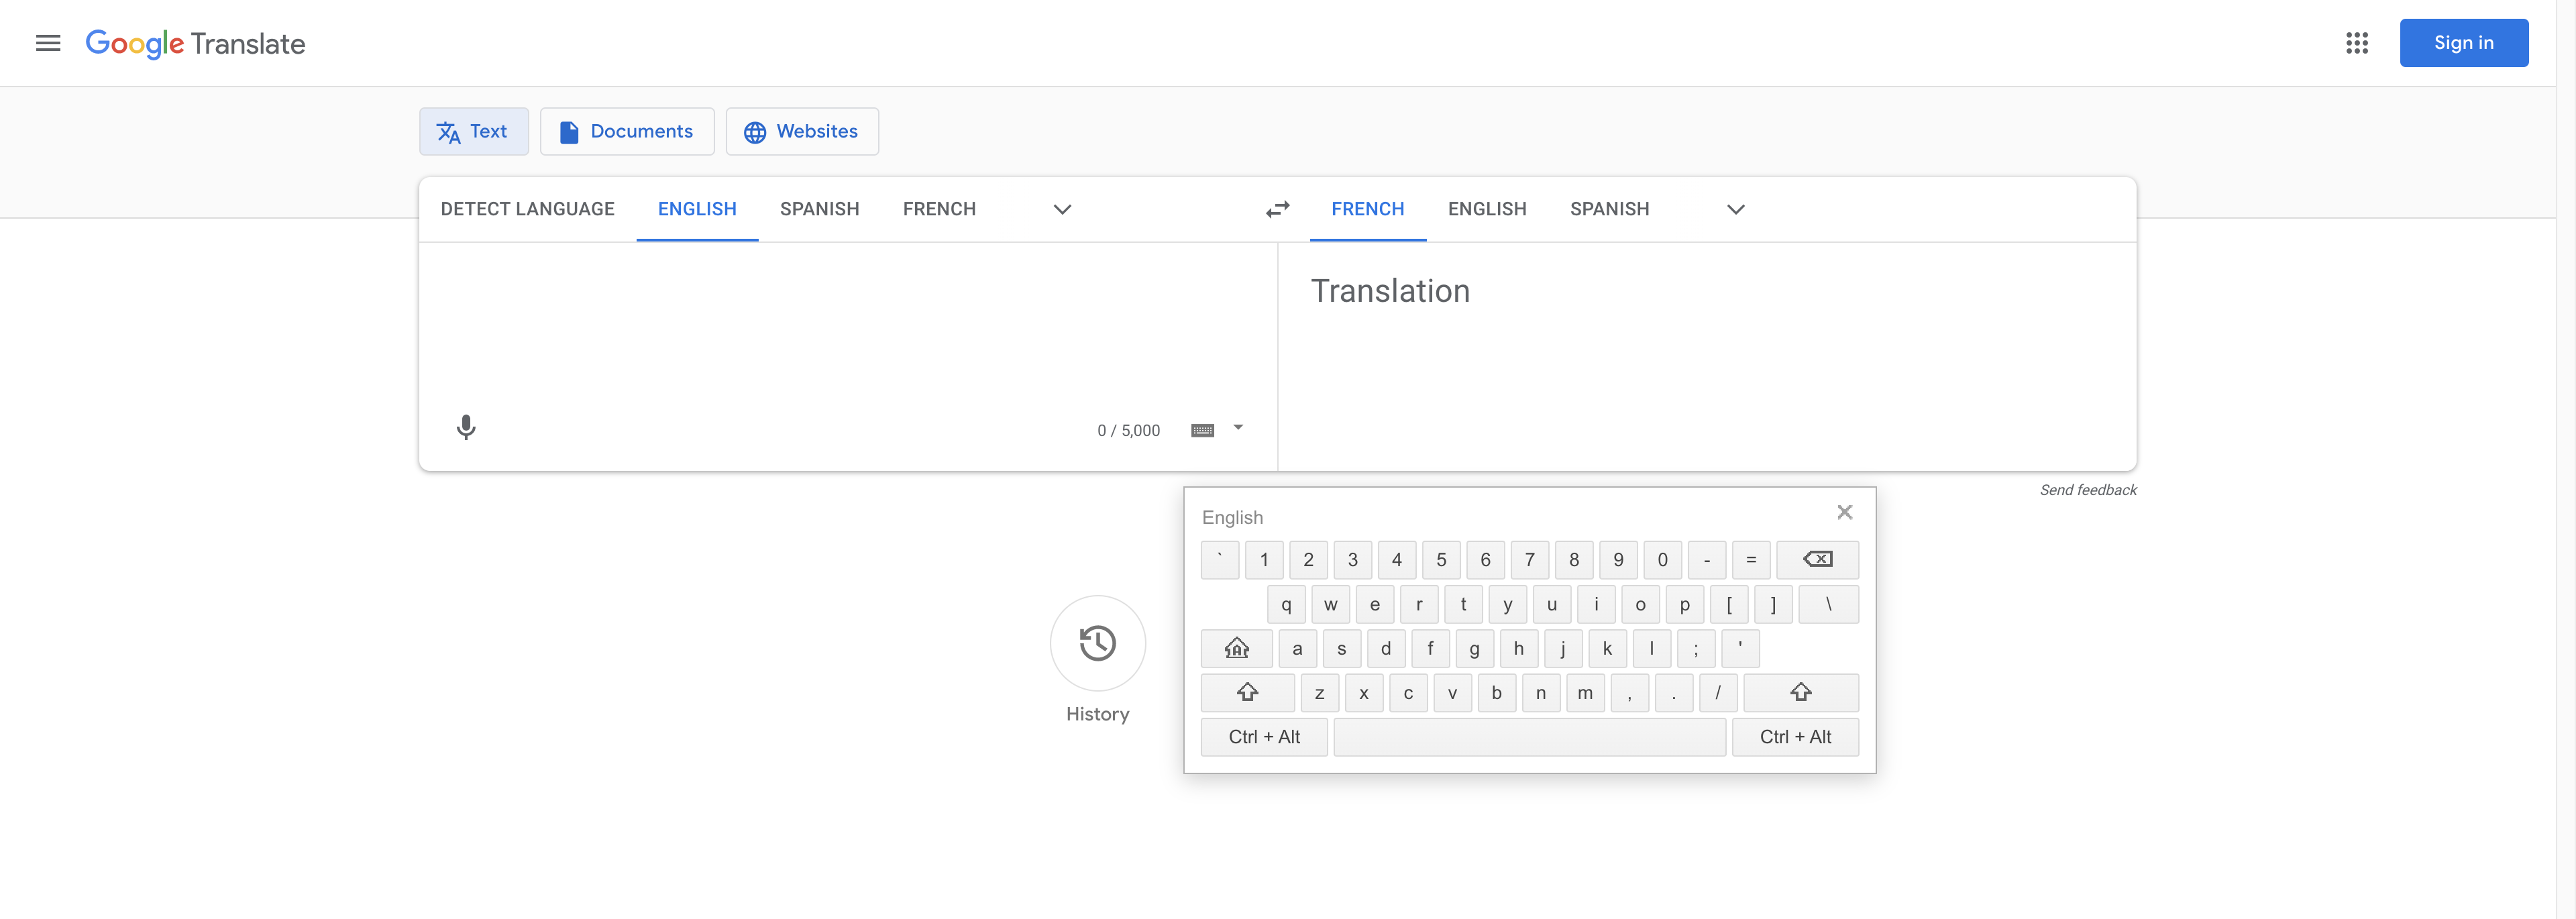 Google Translate
Sign in
Text
Documents
Websites
DETECT LANGUAGE
ENGLISH
SPANISH
FRENCH
FRENCH
ENGLISH
SPANISH
Translation
0 / 5,000
Send feedback
History
English
` 1 2 3 4 5 6 7 8 9 0 - =
q w e r t y u i o p [ ] \
a s d f g h j k l ; '
z x c v b n m , . /
Ctrl + Alt
Ctrl + Alt